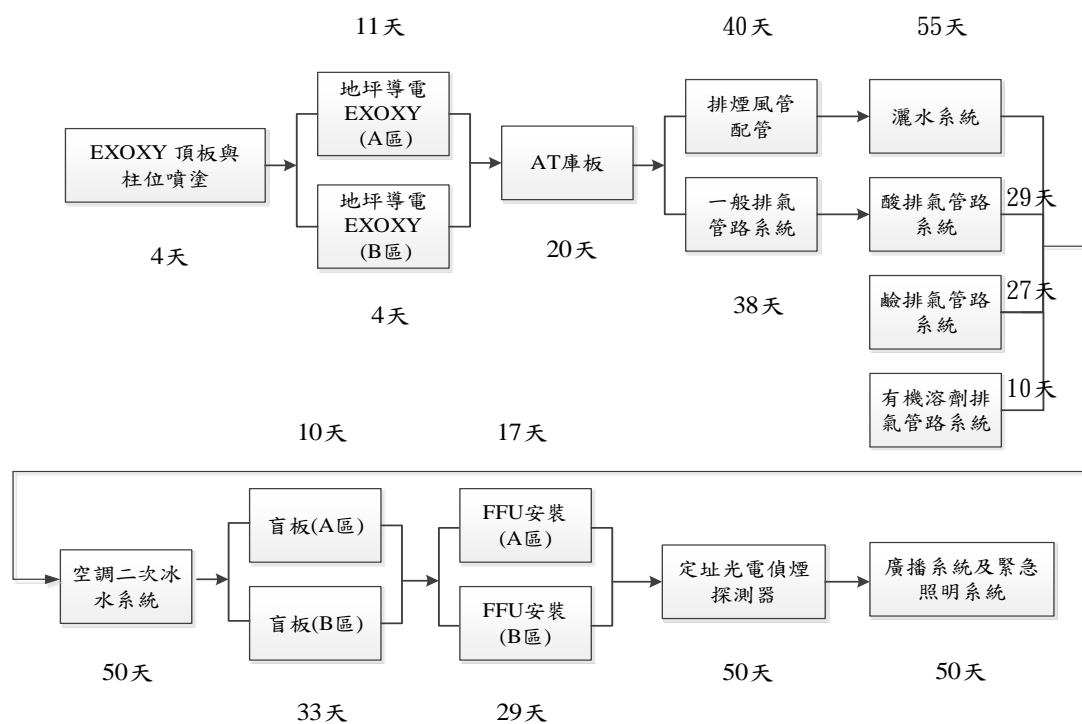 11天
40天
55天
地坪導電
EXOXY
(A區)
排煙風管
配管
灑水系統
EXOXY 頂板與
柱位噴塗
AT庫板
地坪導電
EXOXY
(B區)
一般排氣
管路系統
酸排氣管路
系統
29天
4天
20天
4天
38天
鹼排氣管路
系統
27天
有機溶劑排
氣管路系統
10天
10天
17天
盲板(A區)
FFU安裝
(A區)
空調二次冰
水系統
定址光電偵煙
探測器
廣播系統及緊急
照明系統
盲板(B區)
FFU安裝
(B區)
50天
33天
29天
50天
50天